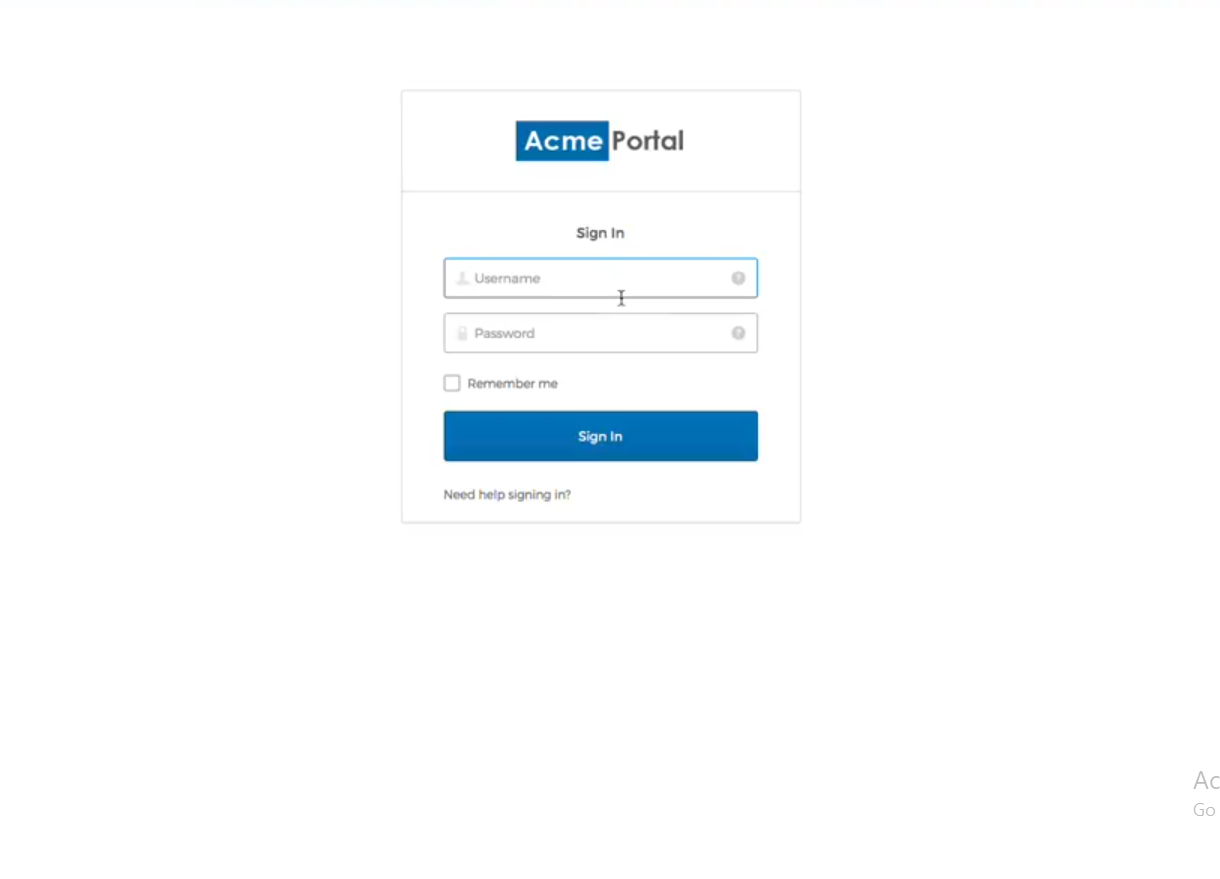 Acme Portal
Sign In
Username
Password
Remember me
Sign In
Need help signing in?
Ac
Go